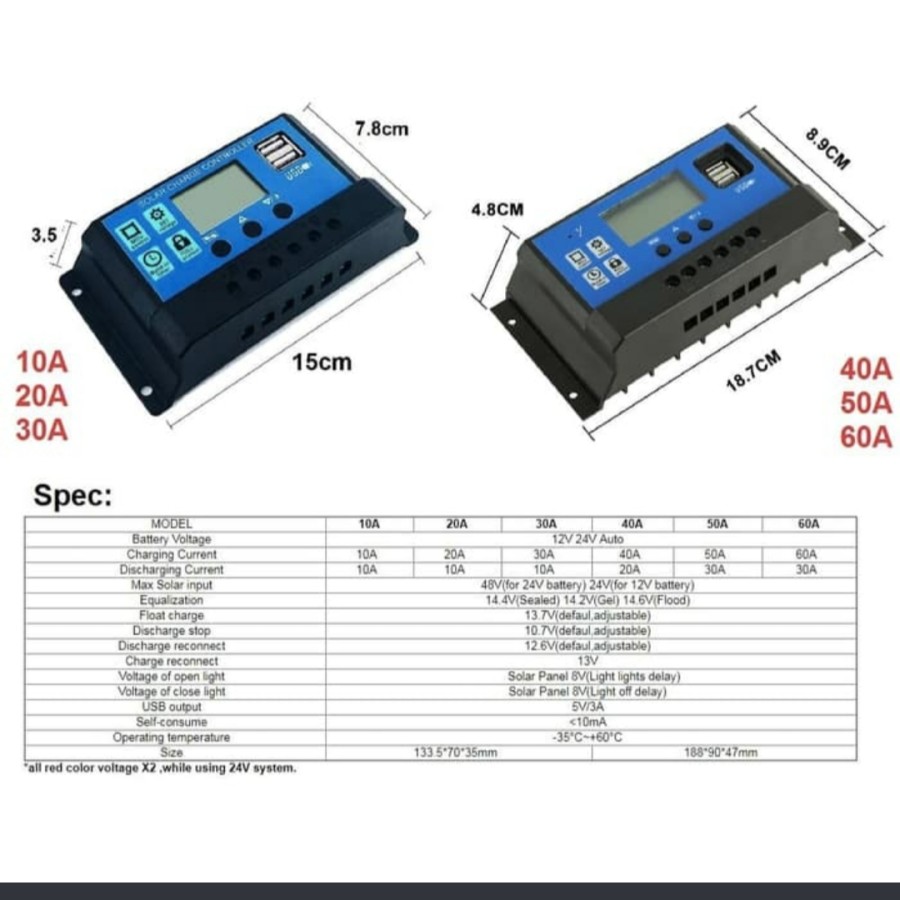 7.8cm
8.9CM
SOLAR CHARGE CONTROLLER
USB
USB
3.5
4.8CM
15cm
18.7CM
10A
20A
30A
40A
50A
60A
Spec:
MODEL 10A 20A 30A 40A 50A 60A
Battery Voltage 12V 24V Auto
Charging Current 10A 20A 30A 40A 50A 60A
Discharging Current 10A 10A 10A 20A 30A 30A
Max Solar input 48V(for 24V battery) 24V(for 12V battery)
Equalization 14.4V(Sealed) 14.2V(Gel) 14.6V(Flood)
Float charge 13.7V(defaul,adjustable)
Discharge stop 10.7V(defaul,adjustable)
Discharge reconnect 12.6V(defaul,adjustable)
Charge reconnect 13V
Voltage of open light Solar Panel 8V(Light lights delay)
Voltage of close light Solar Panel 8V(Light off delay)
USB output 5V/3A
Self-consume <10mA
Operating temperature -35°C~+60°C
Size 133.5*70*35mm 188*90*47mm
*all red color voltage X2 ,while using 24V system.